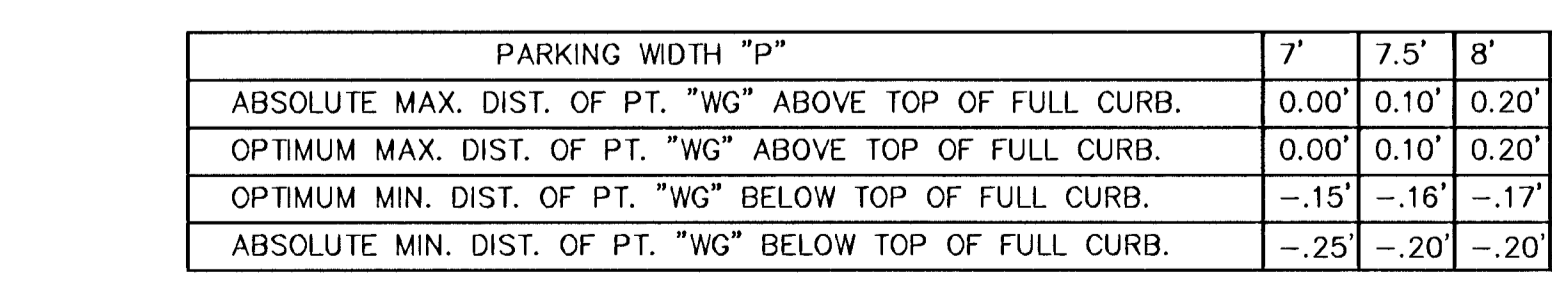 PARKING WIDTH "P" 7' 7.5' 8'
ABSOLUTE MAX. DIST. OF PT. "WG" ABOVE TOP OF FULL CURB. 0.00' 0.10' 0.20'
OPTIMUM MAX. DIST. OF PT. "WG" ABOVE TOP OF FULL CURB. 0.00' 0.10' 0.20'
OPTIMUM MIN. DIST. OF PT. "WG" BELOW TOP OF FULL CURB. -.15' -.16' -.17'
ABSOLUTE MIN. DIST. OF PT. "WG" BELOW TOP OF FULL CURB. -.25' -.20' -.20'